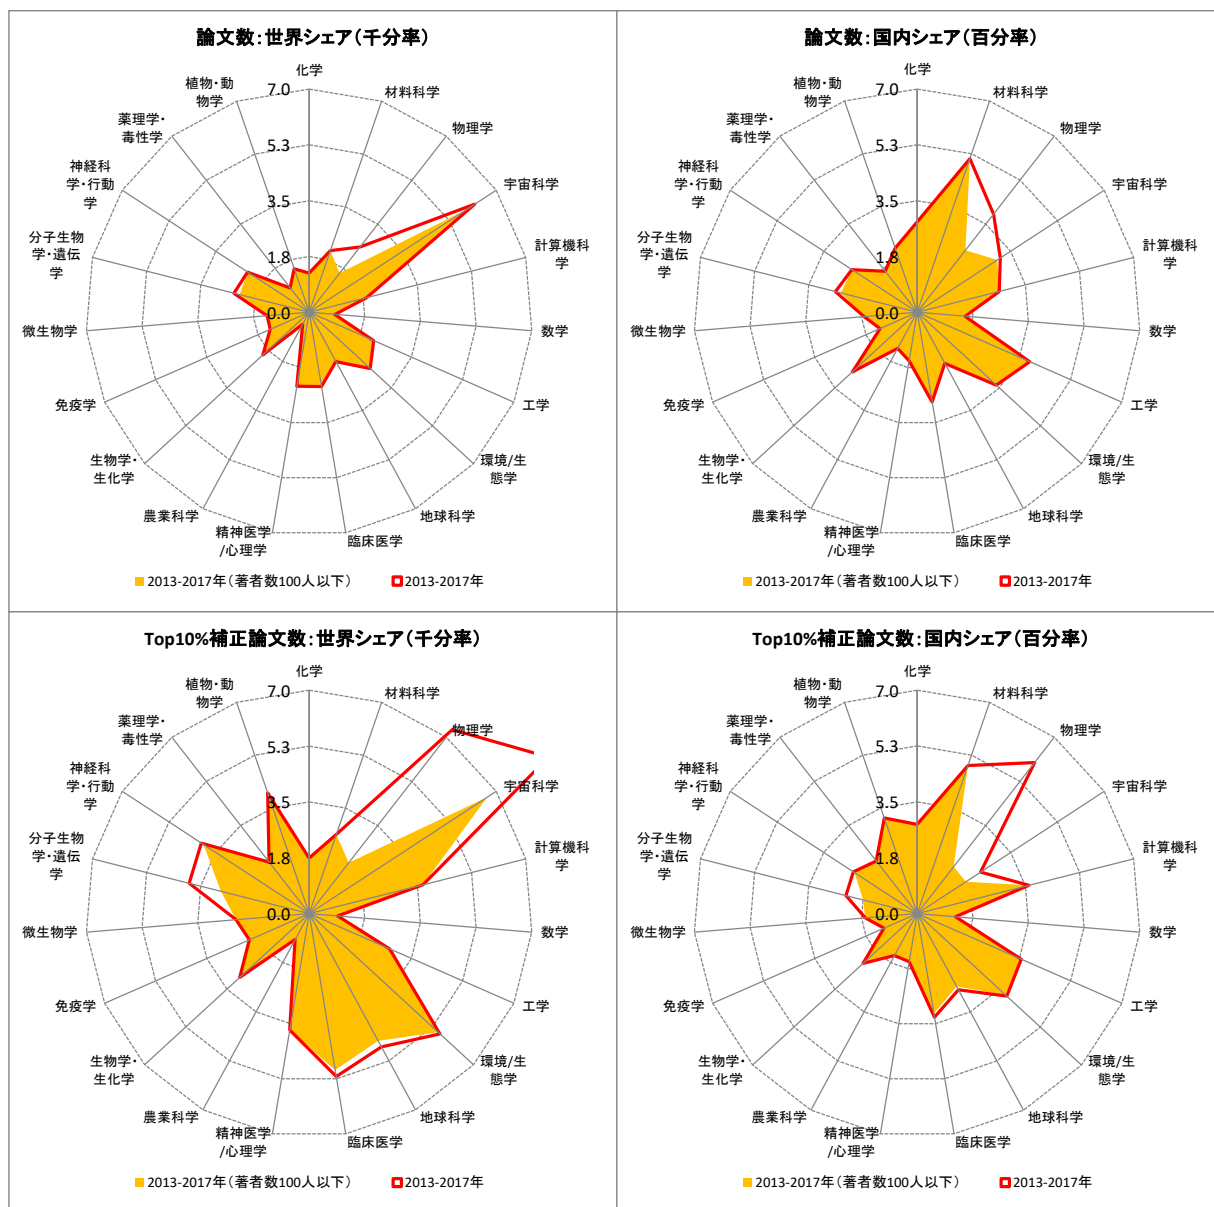 論文数：世界シェア（千分率）
化学
植物・動
物学
7.0
材料科学
薬理学・
毒性学
物理学
5.3
神経科
学・行動
学
宇宙科学
3.5
分子生物
学・遺伝
学
計算機科
学
1.8
微生物学
0.0
数学
免疫学
工学
生物学・
生化学
環境/生
態学
農業科学
地球科学
精神医学
/心理学
臨床医学
2013-2017年（著者数100人以下）
2013-2017年
論文数：国内シェア（百分率）
化学
植物・動
物学
7.0
材料科学
薬理学・
毒性学
物理学
5.3
神経科
学・行動
学
宇宙科学
3.5
分子生物
学・遺伝
学
計算機科
学
1.8
微生物学
0.0
数学
免疫学
工学
生物学・
生化学
環境/生
態学
農業科学
地球科学
精神医学
/心理学
臨床医学
2013-2017年（著者数100人以下）
2013-2017年
Top10%補正論文数：世界シェア（千分率）
化学
植物・動
物学
7.0
材料科学
薬理学・
毒性学
物理学
5.3
神経科
学・行動
学
宇宙科学
3.5
分子生物
学・遺伝
学
計算機科
学
1.8
微生物学
0.0
数学
免疫学
工学
生物学・
生化学
環境/生
態学
農業科学
地球科学
精神医学
/心理学
臨床医学
2013-2017年（著者数100人以下）
2013-2017年
Top10%補正論文数：国内シェア（百分率）
化学
植物・動
物学
7.0
材料科学
薬理学・
毒性学
物理学
5.3
神経科
学・行動
学
宇宙科学
3.5
分子生物
学・遺伝
学
計算機科
学
1.8
微生物学
0.0
数学
免疫学
工学
生物学・
生化学
環境/生
態学
農業科学
地球科学
精神医学
/心理学
臨床医学
2013-2017年（著者数100人以下）
2013-2017年